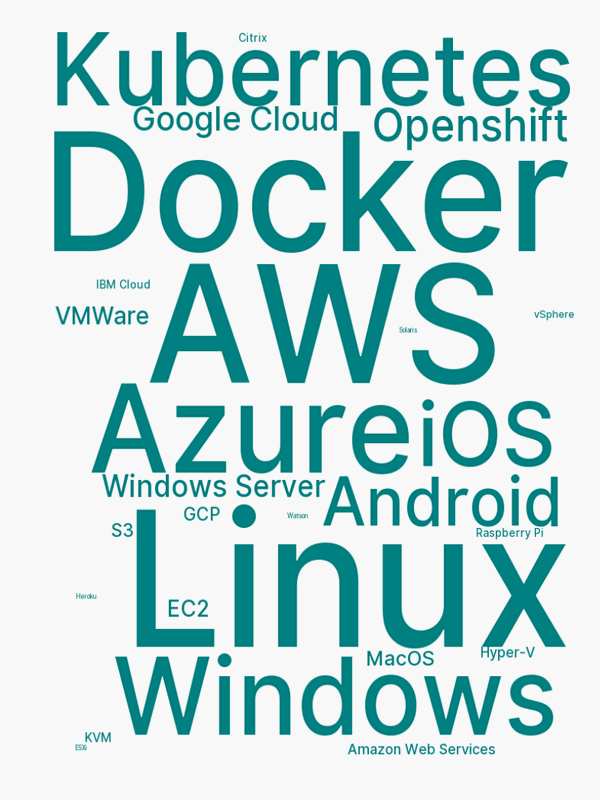 Citrix
Kubernetes
Google Cloud
Openshift
Docker
AWS
IBM Cloud
VMWare
vSphere
Solaris
Azure
iOS
Windows Server
Android
GCP
Watson
S3
Raspberry Pi
Linux
Heroku
EC2
MacOS
Hyper-V
Windows
KVM
ESXi
Amazon Web Services